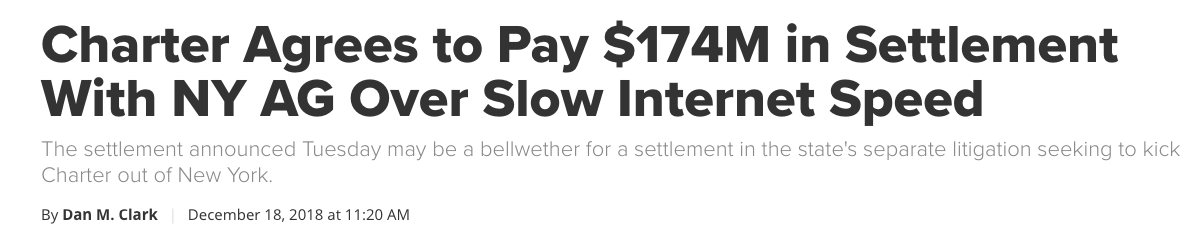 Charter Agrees to Pay $174M in Settlement
With NY AG Over Slow Internet Speed
The settlement announced Tuesday may be a bellwether for a settlement in the state's separate litigation seeking to kick
Charter out of New York.
By Dan M. Clark | December 18, 2018 at 11:20 AM